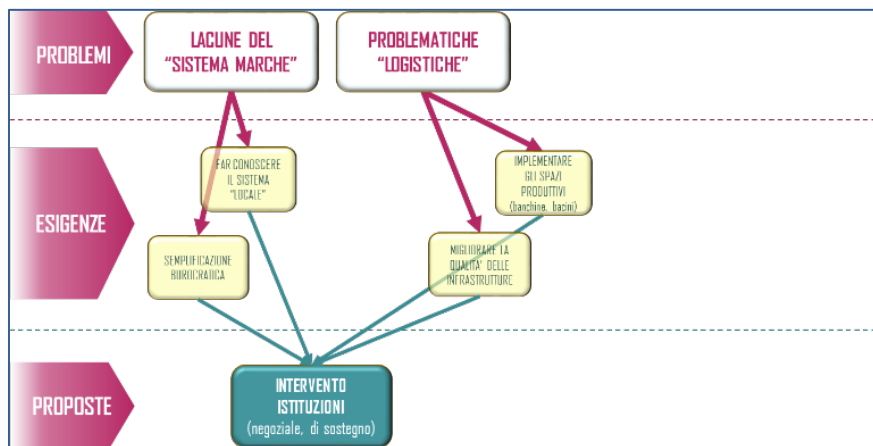 PROBLEMI
LACUNE DEL
“SISTEMA MARCHE”
PROBLEMATICHE
“LOGISTICHE”
ESIGENZE
FAR CONOSCERE
IL SISTEMA
“LOCALE”
IMPLEMENTARE
GLI SPAZI
PRODUTTIVI
(banchine, bacini)
SEMPLIFICAZIONE
BUROCRATICA
MIGLIORARE LA
QUALITA’ DELLE
INFRASTRUTTURE
PROPOSTE
INTERVENTO
ISTITUZIONI
(negoziale, di sostegno)